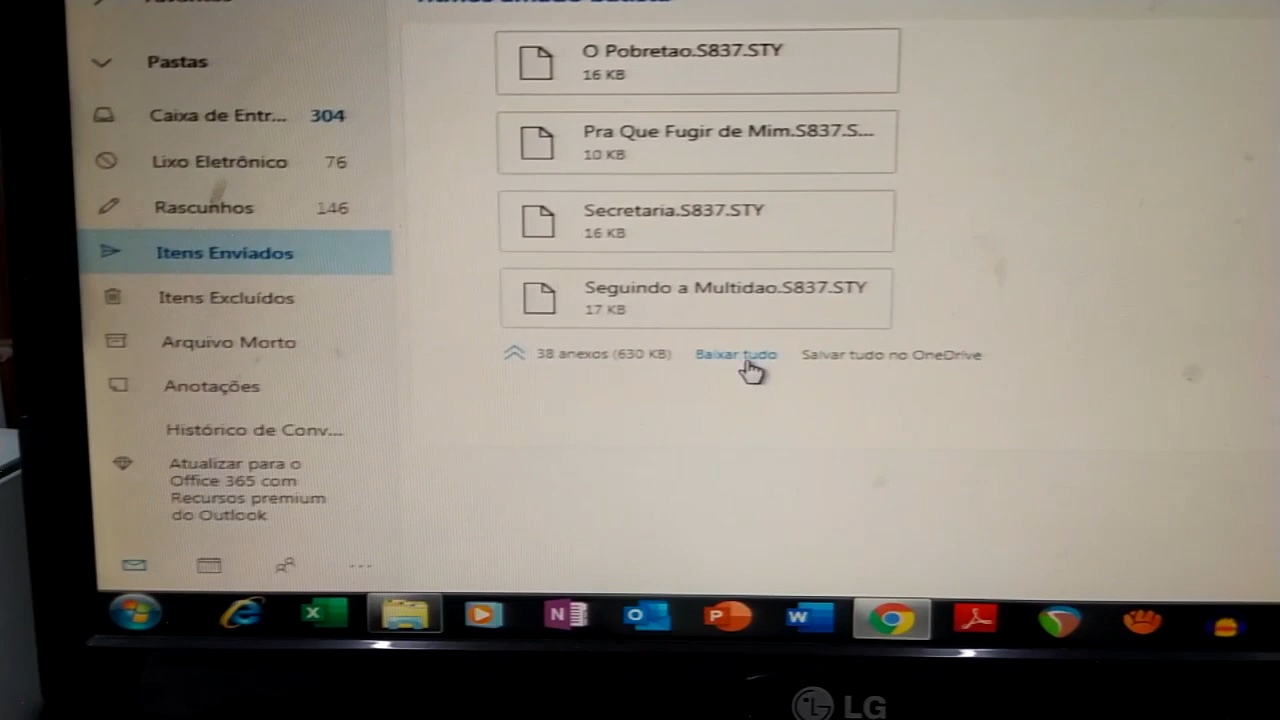 Pastas
Caixa de Entr... 304
Lixo Eletrônico 76
Rascunhos 146
Itens Enviados
Itens Excluídos
Arquivo Morto
Anotações
Histórico de Conv...
Atualizar para o
Office 365 com
Recursos premium
do Outlook
O Pobretao.S837.STY
16 KB
Pra Que Fugir de Mim.S837.S...
10 KB
Secretaria.S837.STY
16 KB
Seguindo a Multidao.S837.STY
17 KB
38 anexos (630 KB) Baixar tudo Salvar tudo no OneDrive
LG